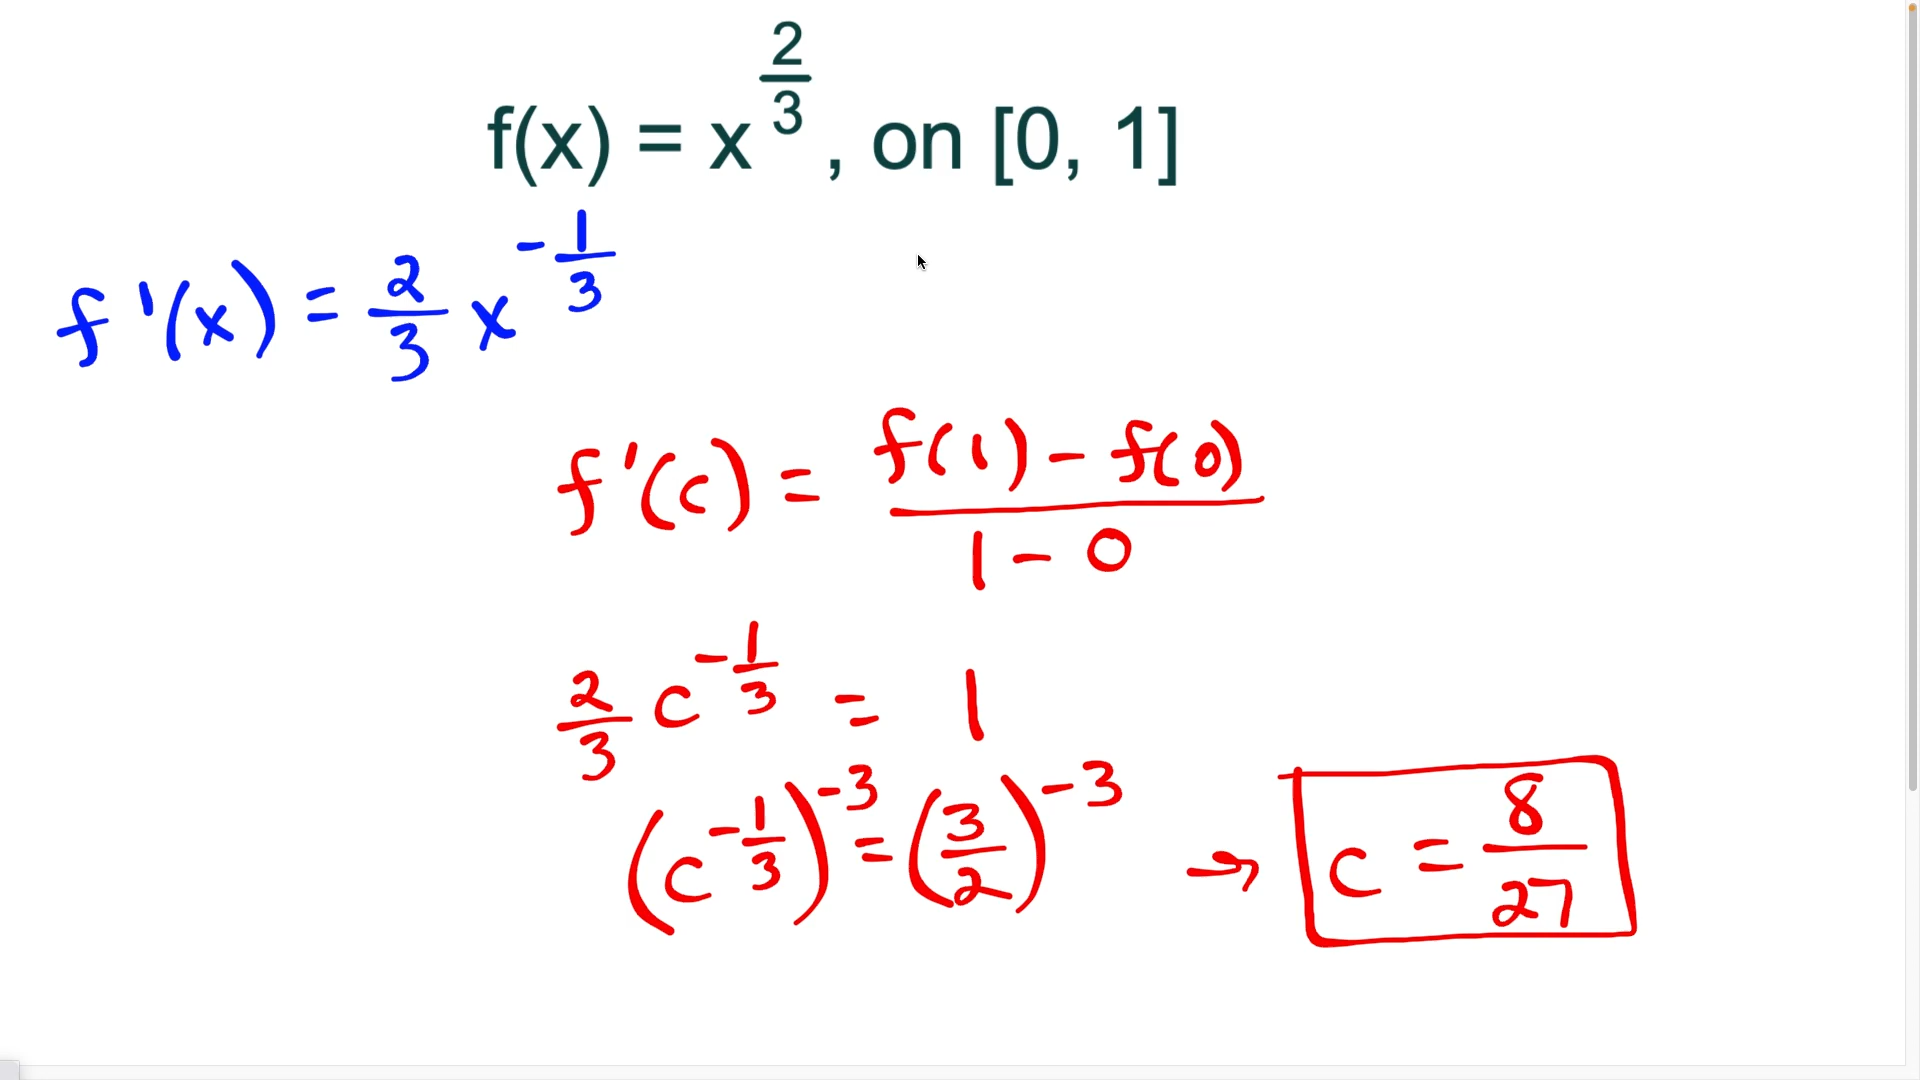 f(x) = x^(2/3), on [0, 1]
f'(x) = 2/3 x^(-1/3)
f'(c) = (f(1) - f(0))/(1 - 0)
2/3 c^(-1/3) = 1
(c^(-1/3))^(-3) = (3/2)^(-3) → c = 8/27